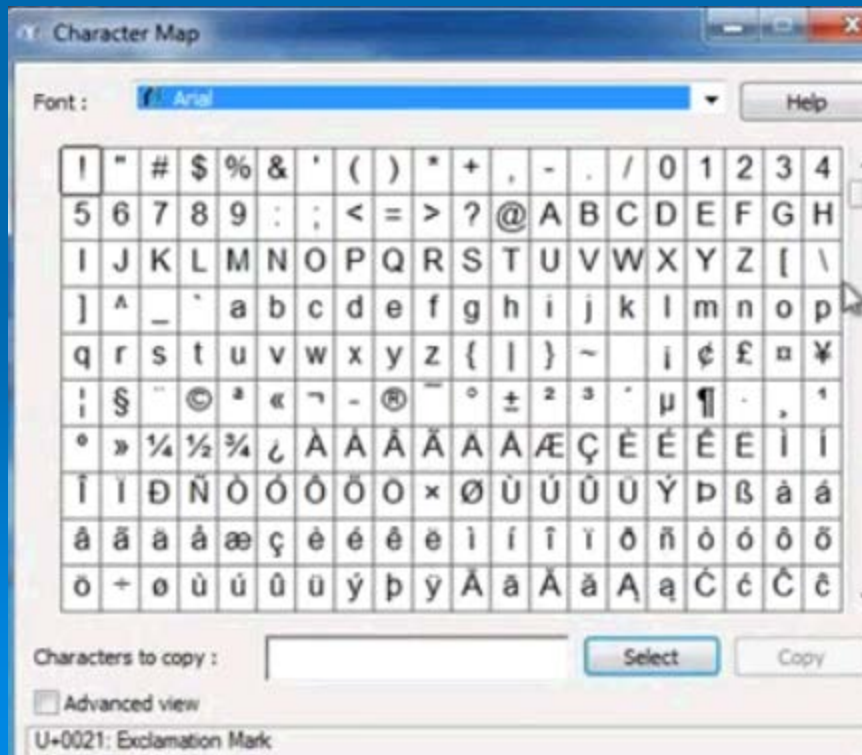 Character Map
Font :
Arial
Help
! " # $ % & ' ( ) * + , - . / 0 1 2 3 4
5 6 7 8 9 : ; < = > ? @ A B C D E F G H
I J K L M N O P Q R S T U V W X Y Z [ \
] ^ _ ` a b c d e f g h i j k l m n o p
q r s t u v w x y z { | } ~ ¡ ¢ £ ¤ ¥
¦ § ¨ © ª « ¬ - ® ¯ ° ± ² ³ ´ µ ¶ · ¸ ¹
º » ¼ ½ ¾ ¿ À Á Â Ã Ä Å Æ Ç È É Ê Ë Ì Í
Î Ï Ð Ñ Ò Ó Ô Õ Ö × Ø Ù Ú Û Ü Ý Þ ß à á
â ã ä å æ ç è é ê ë ì í î ï ð ñ ò ó ô õ
ö ÷ ø ù ú û ü ý þ ÿ Ā ā Ă ă Ą ą Ć ć Ĉ ĉ
Characters to copy :
Select
Copy
Advanced view
U+0021: Exclamation Mark